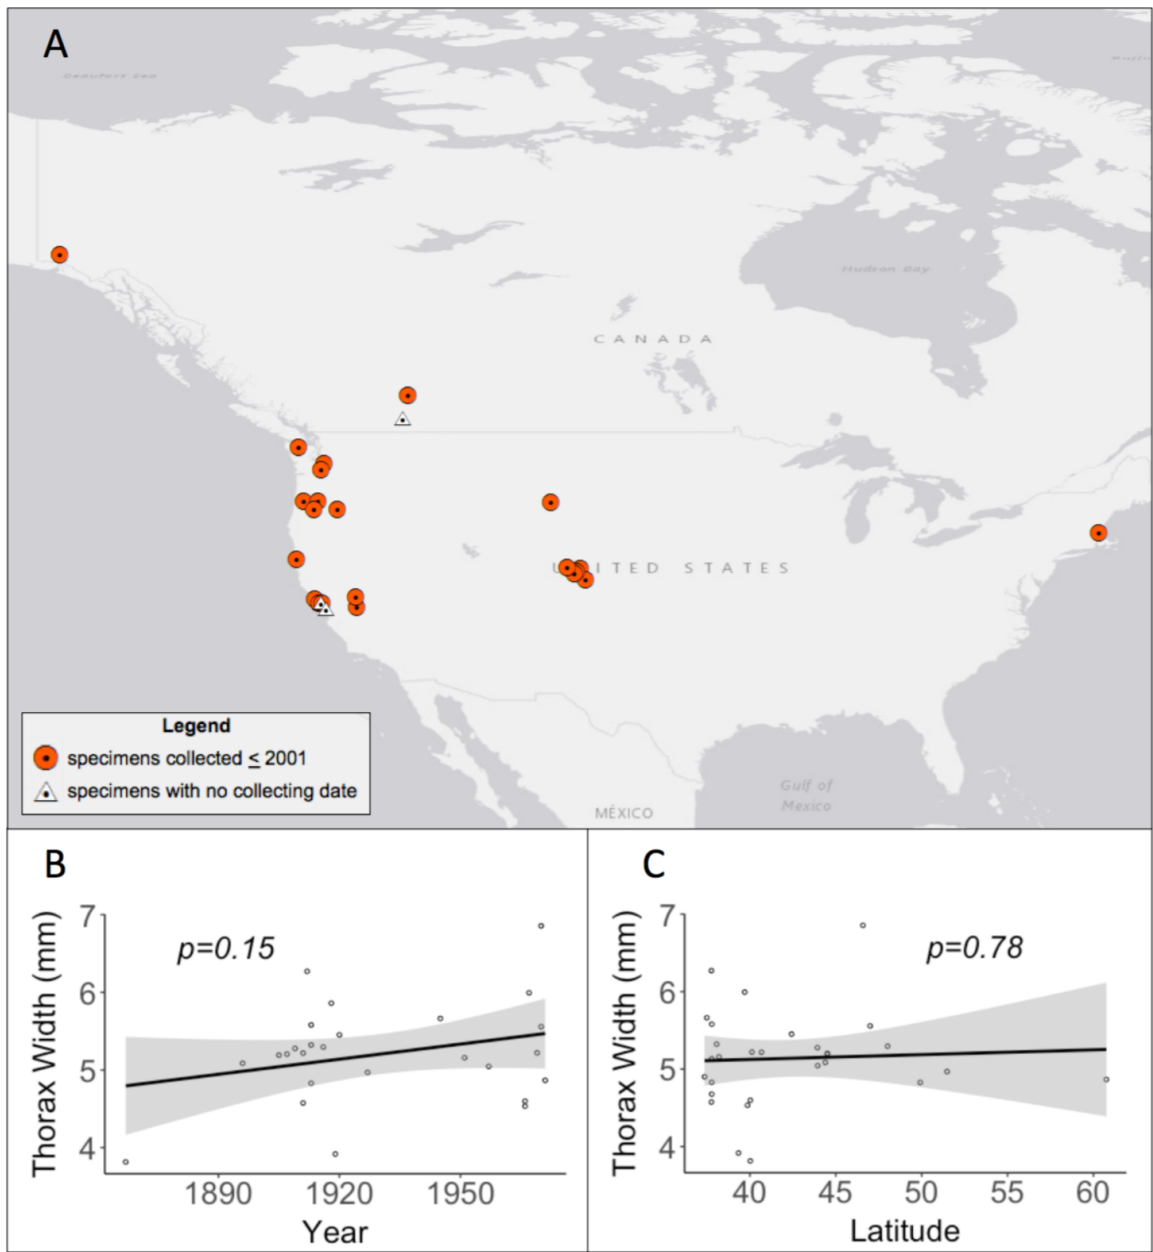 A
Beaufort Sea
Hudson Bay
CANADA
UNITED STATES
Legend
specimens collected ≤ 2001
specimens with no collecting date
Gulf of
Mexico
MÉXICO
B
p=0.15
Thorax Width (mm)
7
6
5
4
1890 1920 1950
Year
C
p=0.78
Thorax Width (mm)
7
6
5
4
40 45 50 55 60
Latitude